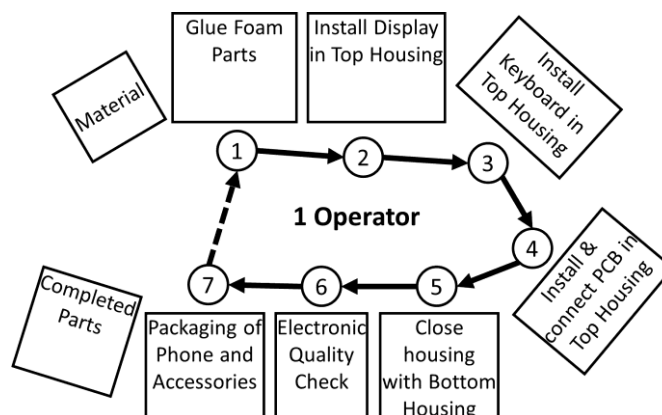 Glue Foam
Parts
Install Display
in Top Housing
Install
Keyboard in
Top Housing
Material
1
2
3
1 Operator
4
Install &
connect PCB in
Top Housing
7
6
5
Completed
Parts
Packaging of
Phone and
Accessories
Electronic
Quality
Check
Close
housing
with Bottom
Housing